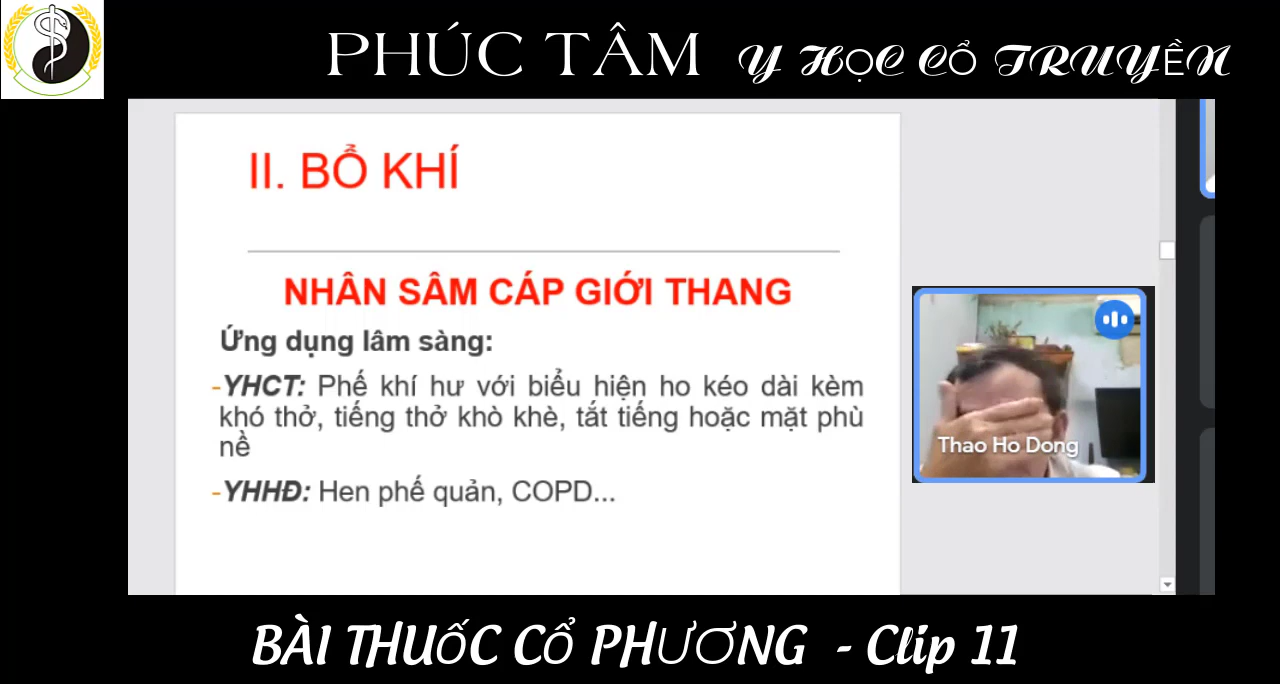 PHÚC TÂM Y HỌC CỔ TRUYỀN
II. BỔ KHÍ
NHÂN SÂM CÁP GIỚI THANG
Ứng dụng lâm sàng:
-YHCT: Phế khí hư với biểu hiện ho kéo dài kèm
khó thở, tiếng thở khò khè, tắt tiếng hoặc mặt phù
nề
-YHHĐ: Hen phế quản, COPD...
Thao Ho Dong
BÀI THUỐC CỔ PHƯƠNG - Clip 11